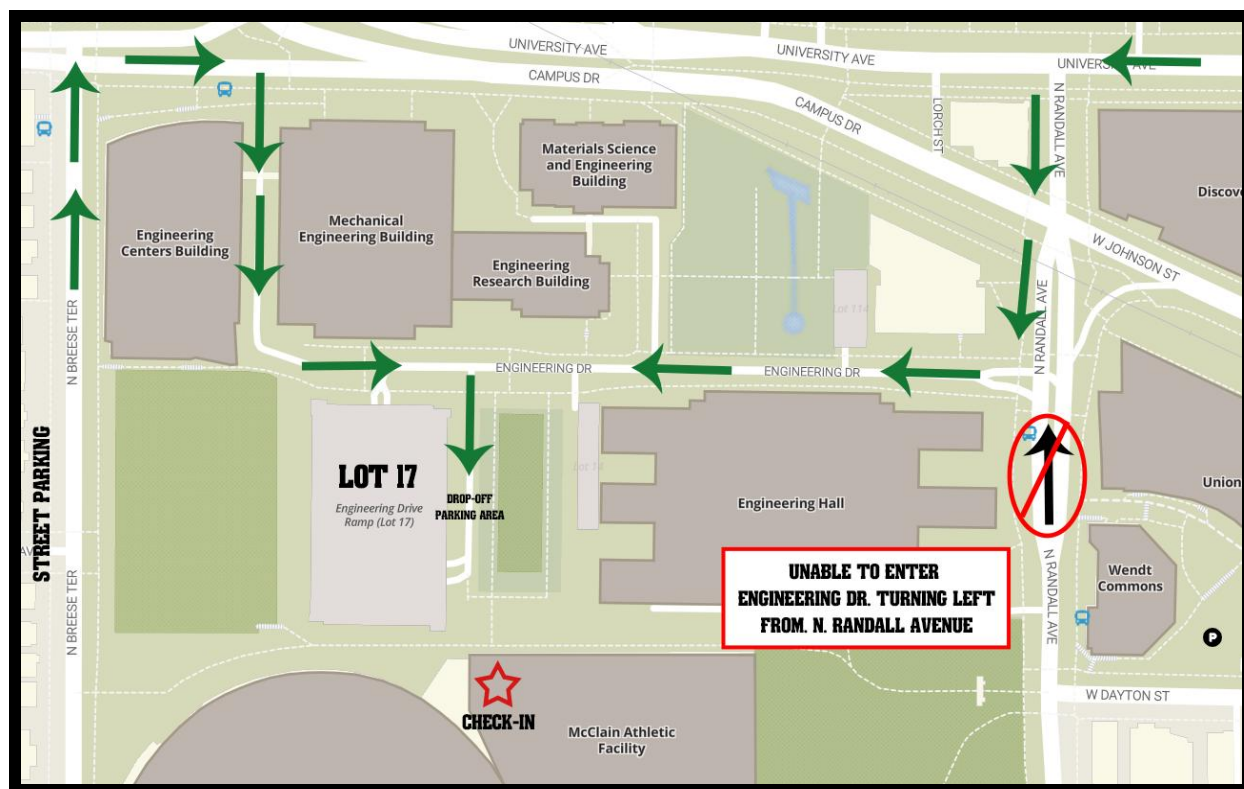 UNIVERSITY AVE
UNIVERSITY AVE
UNIVERSITY AVE
CAMPUS DR
CAMPUS DR
LORCH ST
N RANDALL AVE
Materials Science
and Engineering
Building
Discove
Mechanical
Engineering Building
Engineering
Centers Building
Engineering
Research Building
W JOHNSON ST
N RANDALL AVE
Lot 114
N BREESE TER
ENGINEERING DR
ENGINEERING DR
STREET PARKING
LOT 17
Engineering Drive
Ramp (Lot 17)
DROP-OFF
PARKING AREA
Lot 14
Engineering Hall
Union
AV
UNABLE TO ENTER
ENGINEERING DR. TURNING LEFT
FROM. N. RANDALL AVENUE
N RANDALL AVE
Wendt
Commons
N BREESE TER
P
W DAYTON ST
CHECK-IN
McClain Athletic
Facility